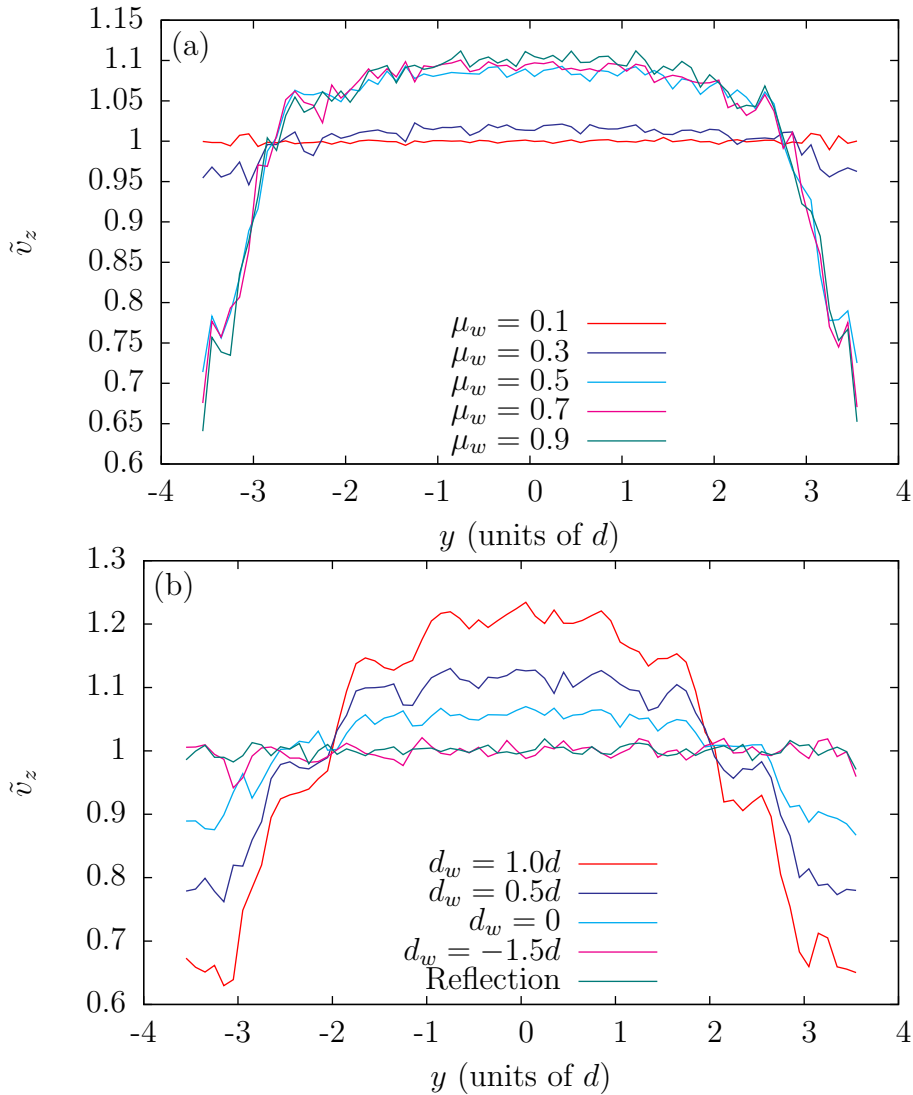 (a)
1.15
1.1
1.05
1
0.95
0.9
0.85
0.8
0.75
0.7
0.65
0.6
ṽ_z
μ_w = 0.1
μ_w = 0.3
μ_w = 0.5
μ_w = 0.7
μ_w = 0.9
-4 -3 -2 -1 0 1 2 3 4
y (units of d)
(b)
1.3
1.2
1.1
1
0.9
0.8
0.7
0.6
ṽ_z
d_w = 1.0d
d_w = 0.5d
d_w = 0
d_w = −1.5d
Reflection
-4 -3 -2 -1 0 1 2 3 4
y (units of d)